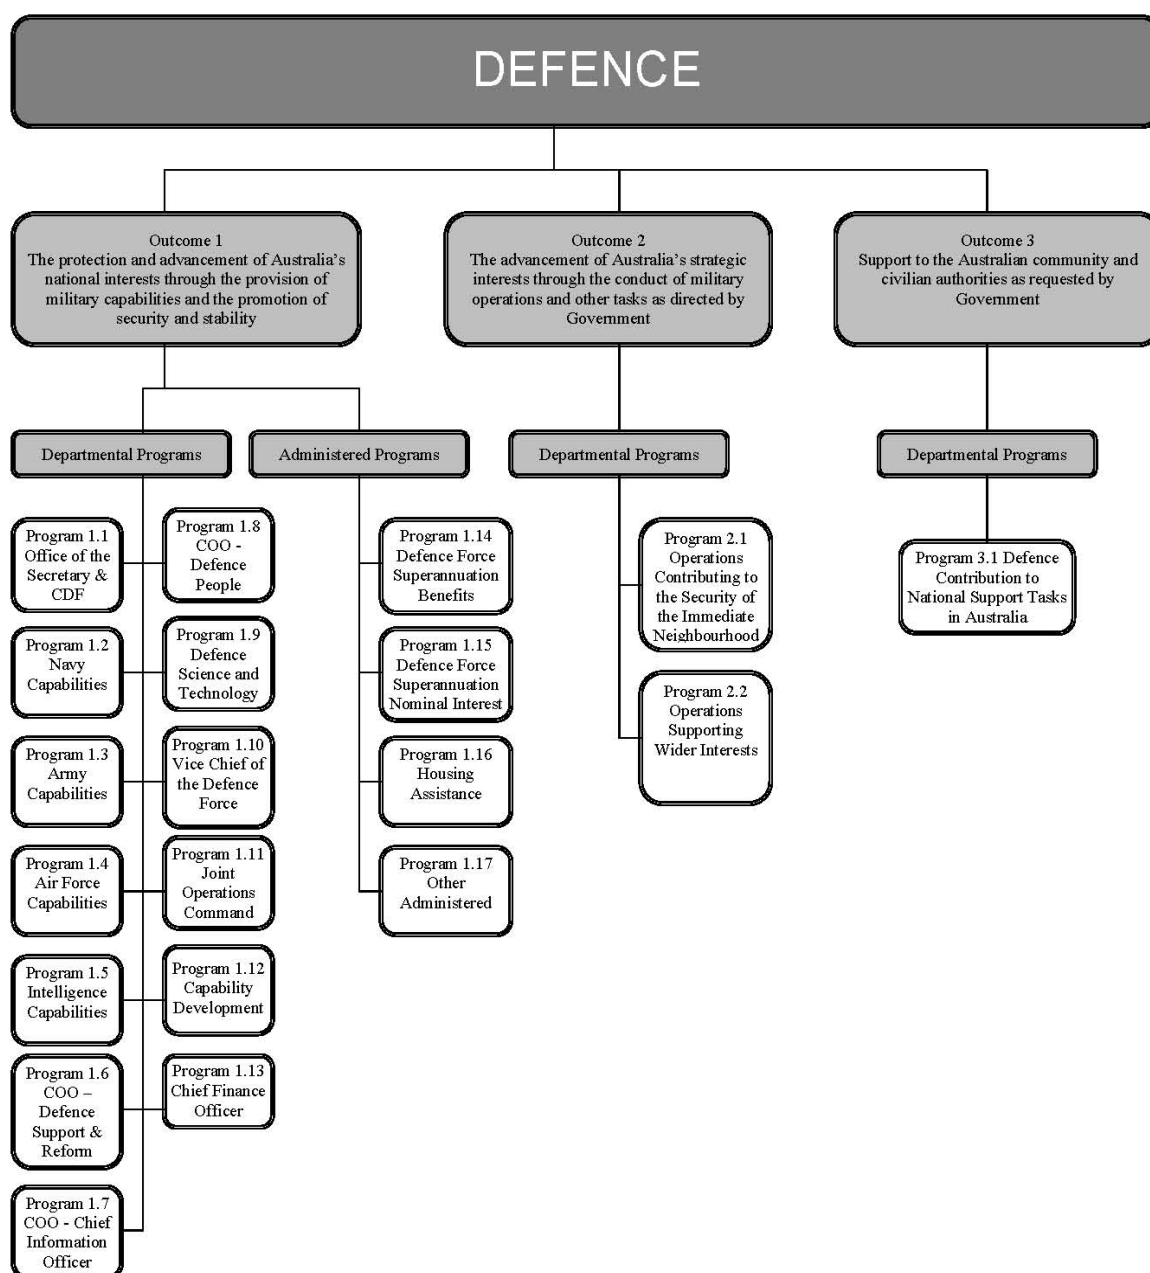 DEFENCE
Outcome 1
The protection and advancement of Australia's
national interests through the provision of
military capabilities and the promotion of
security and stability
Outcome 2
The advancement of Australia's strategic
interests through the conduct of military
operations and other tasks as directed by
Government
Outcome 3
Support to the Australian community and
civilian authorities as requested by
Government
Departmental Programs
Administered Programs
Departmental Programs
Departmental Programs
Program 1.1
Office of the
Secretary &
CDF
Program 1.2
Navy
Capabilities
Program 1.3
Army
Capabilities
Program 1.4
Air Force
Capabilities
Program 1.5
Intelligence
Capabilities
Program 1.6
COO –
Defence
Support &
Reform
Program 1.7
COO - Chief
Information
Officer
Program 1.8
COO -
Defence
People
Program 1.9
Defence
Science and
Technology
Program 1.10
Vice Chief of
the Defence
Force
Program 1.11
Joint
Operations
Command
Program 1.12
Capability
Development
Program 1.13
Chief Finance
Officer
Program 1.14
Defence Force
Superannuation
Benefits
Program 1.15
Defence Force
Superannuation
Nominal Interest
Program 1.16
Housing
Assistance
Program 1.17
Other
Administered
Program 2.1
Operations
Contributing to
the Security of
the Immediate
Neighbourhood
Program 2.2
Operations
Supporting
Wider Interests
Program 3.1 Defence
Contribution to
National Support Tasks
in Australia